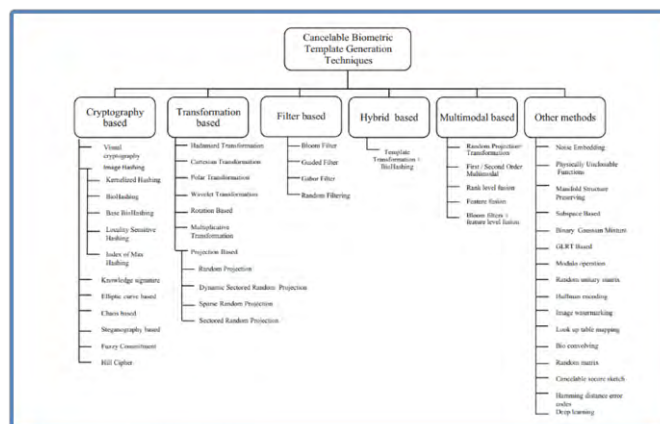 Cancelable Biometric
Template Generation
Techniques
Cryptography
based
Transformation
based
Filter based
Hybrid based
Multimodal based
Other methods
Visual
cryptography
Image Hashing
Kernelized Hashing
BioHashing
Base BioHashing
Locality Sensitive
Hashing
Index of Max
Hashing
Knowledge signature
Elliptic curve based
Chaos based
Steganography based
Fuzzy Commitment
Hill Cipher
Hadamard Transformation
Cartesian Transformation
Polar Transformation
Wavelet Transformation
Rotation Based
Multiplicative
Transformation
Projection Based
Random Projection
Dynamic Sectored Random Projection
Sparse Random Projection
Sectored Random Projection
Bloom Filter
Guided Filter
Gabor Filter
Random Filtering
Template
Transformation +
BioHashing
Random Projection+
Transformation
First / Second Order
Multimodal
Rank level fusion
Feature fusion
Bloom filters +
feature level fusion
Noise Embedding
Physically Unclonable
Functions
Manifold Structure
Preserving
Subspace Based
Binary Gaussian Mixture
GLRT Based
Modulo operation
Random unitary matrix
Huffman encoding
Image watermarking
Look up table mapping
Bio convolving
Random matrix
Cancelable secure sketch
Hamming distance error
codes
Deep learning